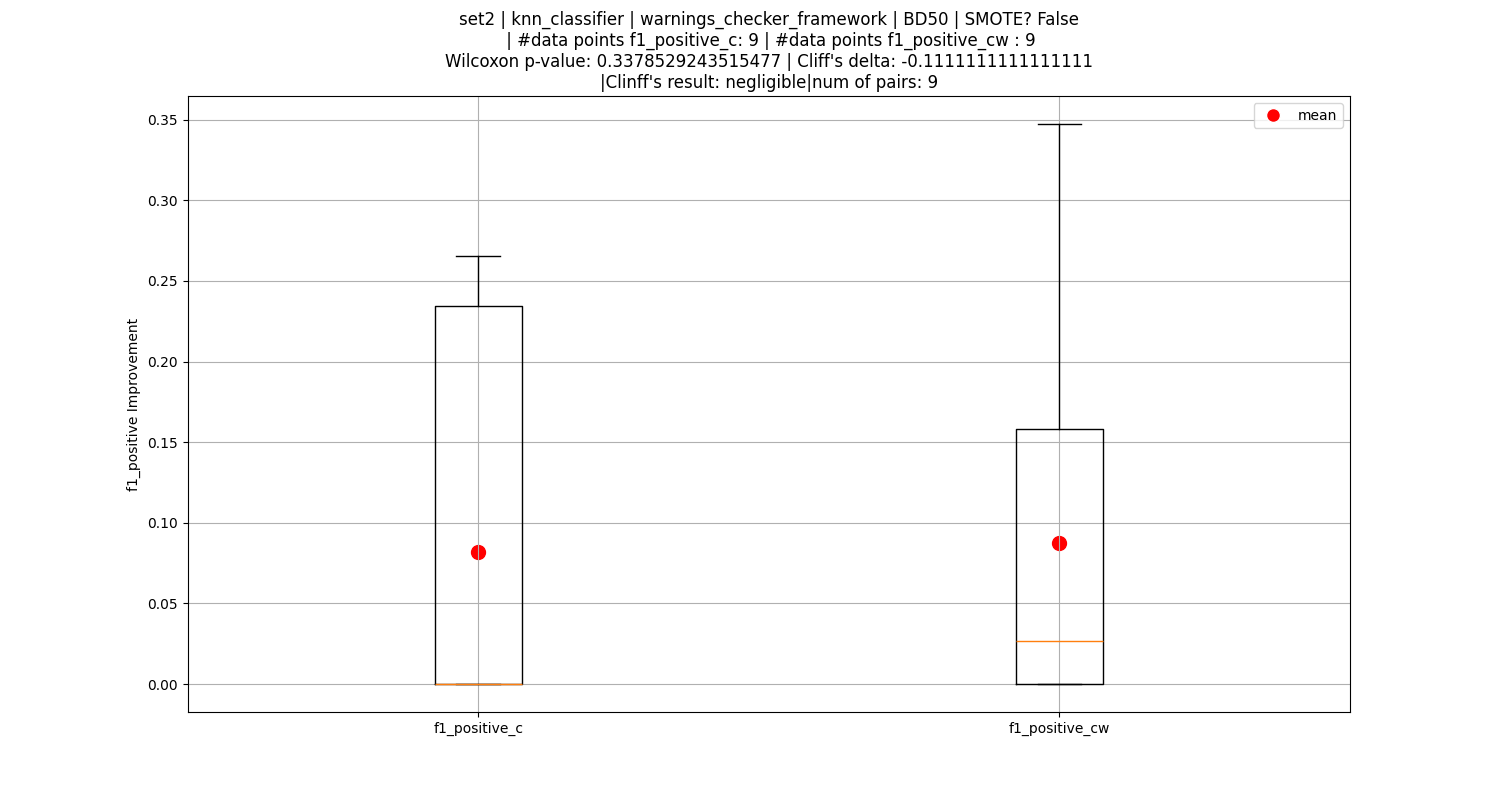 set2 | knn_classifier | warnings_checker_framework | BD50 | SMOTE? False
| #data points f1_positive_c: 9 | #data points f1_positive_cw : 9
Wilcoxon p-value: 0.3378529243515477 | Cliff's delta: -0.1111111111111111
|Clinff's result: negligible|num of pairs: 9
mean
0.35
0.30
0.25
0.20
0.15
0.10
0.05
0.00
f1_positive Improvement
f1_positive_c
f1_positive_cw